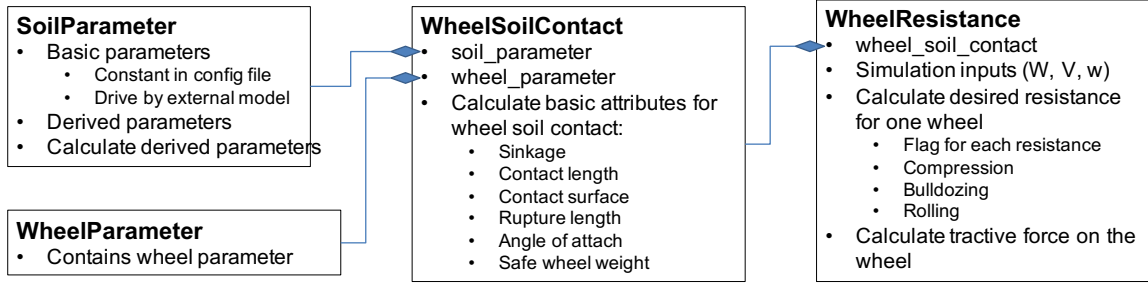 SoilParameter
• Basic parameters
• Constant in config file
• Drive by external model
• Derived parameters
• Calculate derived parameters
WheelParameter
• Contains wheel parameter
WheelSoilContact
• soil_parameter
• wheel_parameter
• Calculate basic attributes for
wheel soil contact:
• Sinkage
• Contact length
• Contact surface
• Rupture length
• Angle of attach
• Safe wheel weight
WheelResistance
• wheel_soil_contact
• Simulation inputs (W, V, w)
• Calculate desired resistance
for one wheel
• Flag for each resistance
• Compression
• Bulldozing
• Rolling
• Calculate tractive force on the
wheel